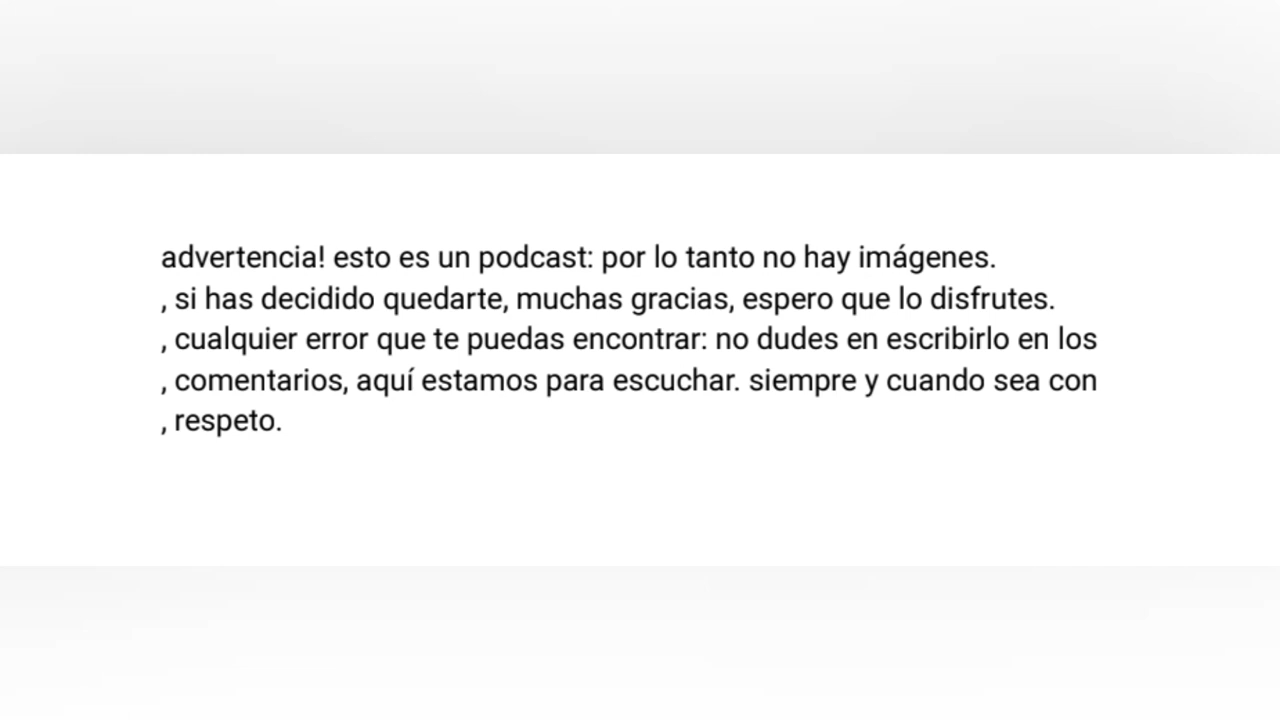 advertencia! esto es un podcast: por lo tanto no hay imágenes.
, si has decidido quedarte, muchas gracias, espero que lo disfrutes.
, cualquier error que te puedas encontrar: no dudes en escribirlo en los
, comentarios, aquí estamos para escuchar. siempre y cuando sea con
, respeto.